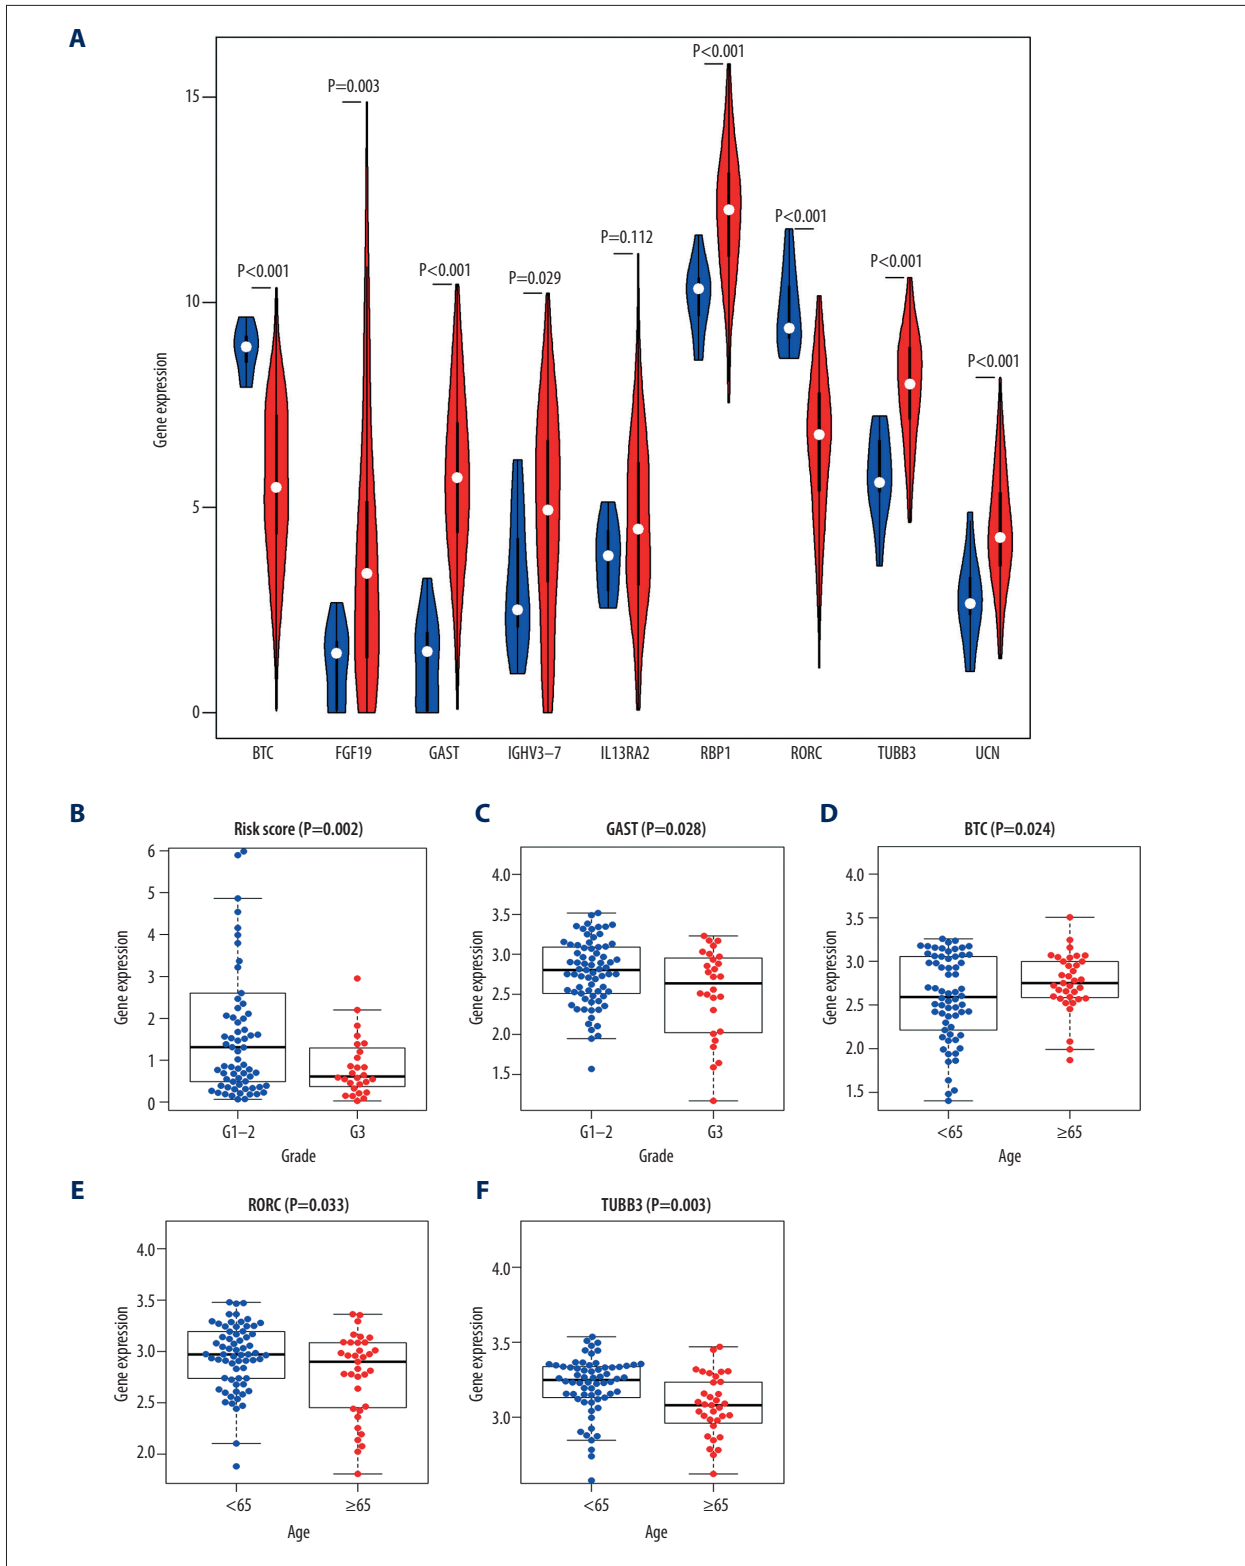 A
P<0.001
P=0.003
P<0.001
P=0.029
P=0.112
P<0.001
P<0.001
P<0.001
P<0.001
Gene expression
15
10
5
0
BTC FGF19 GAST IGHV3–7 IL13RA2 RBP1 RORC TUBB3 UCN
B
Risk score (P=0.002)
Gene expression
6
5
4
3
2
1
0
G1–2 G3
Grade
C
GAST (P=0.028)
Gene expression
4.0
3.5
3.0
2.5
2.0
1.5
G1–2 G3
Grade
D
BTC (P=0.024)
Gene expression
4.0
3.5
3.0
2.5
2.0
1.5
<65 ≥65
Age
E
RORC (P=0.033)
Gene expression
4.0
3.5
3.0
2.5
2.0
<65 ≥65
Age
F
TUBB3 (P=0.003)
Gene expression
4.0
3.5
3.0
<65 ≥65
Age